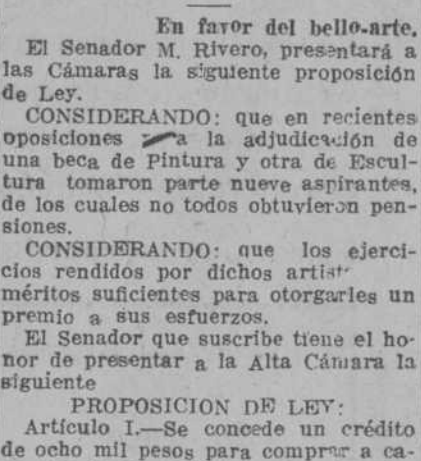 En favor del bello-arte.
El Senador M. Rivero, presentará a
las Cámaras la siguiente proposición
de Ley.
CONSIDERANDO: que en recientes
oposiciones a la adjudicación de
una beca de Pintura y otra de Escul-
tura tomaron parte nueve aspirantes,
de los cuales no todos obtuvieron pen-
siones.
CONSIDERANDO: que los ejerci-
cios rendidos por dichos
méritos suficientes para otorgarles un
premio a sus esfuerzos.
El Senador que suscribe tiene el ho-
nor de presentar a la Alta Cámara la
siguiente
PROPOSICION DE LEY:
Artículo I.—Se concede un crédito
de ocho mil pesos para comprar a ca-